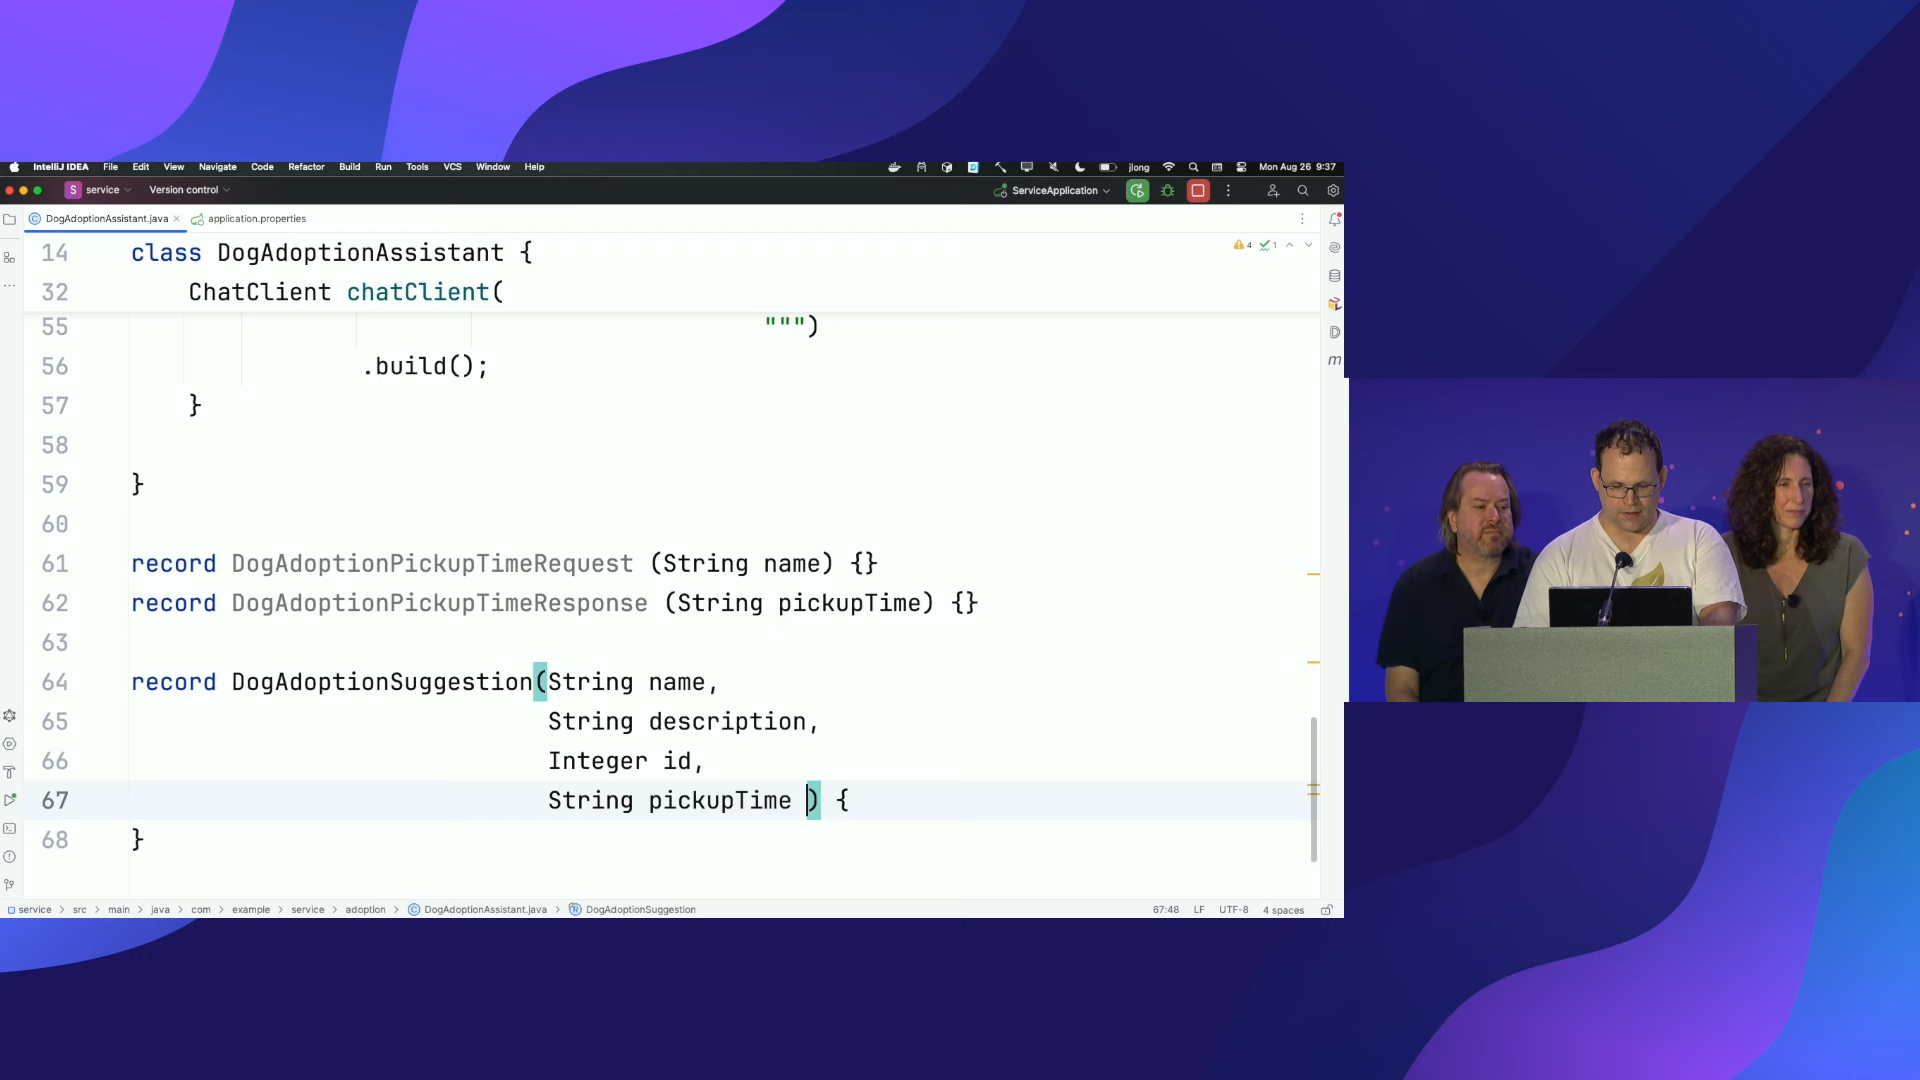 IntelliJ IDEA File Edit View Navigate Code Refactor Build Run Tools VCS Window Help jlong Mon Aug 26 9:37
S service Version control ServiceApplication
DogAdoptionAssistant.java application.properties
14 class DogAdoptionAssistant {
32 ChatClient chatClient(
4 1
55 """)
56 .build();
57 }
58
59 }
60
61 record DogAdoptionPickupTimeRequest (String name) {}
62 record DogAdoptionPickupTimeResponse (String pickupTime) {}
63
64 record DogAdoptionSuggestion(String name,
65 String description,
66 Integer id,
67 String pickupTime ) {
68 }
service > src > main > java > com > example > service > adoption > DogAdoptionAssistant.java > DogAdoptionSuggestion 67:48 LF UTF-8 4 spaces